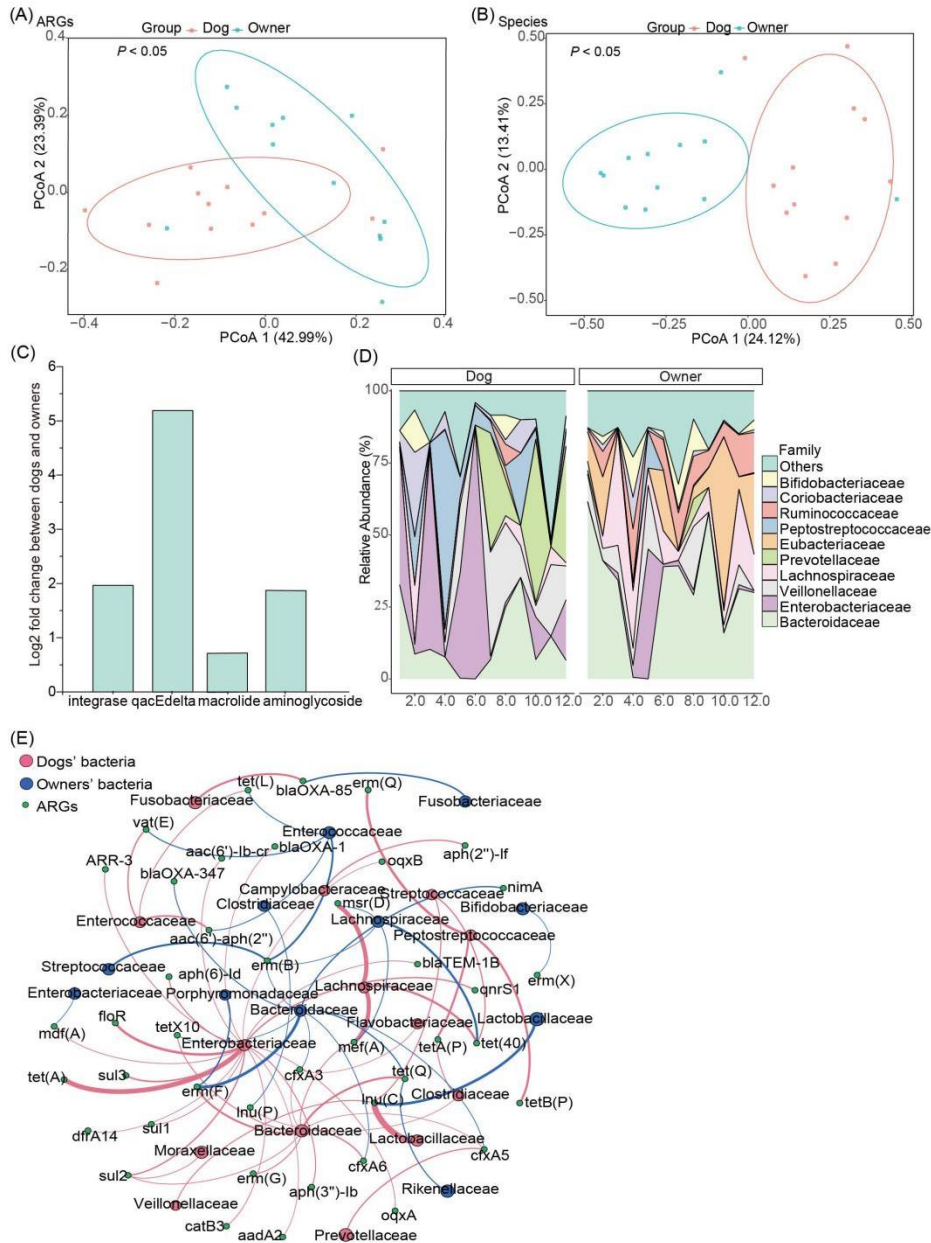 (A)
ARGs
Group Dog Owner
P < 0.05
0.4
0.2
0.0
−0.2
PCoA 2 (23.39%)
−0.4 −0.2 0.0 0.2 0.4
PCoA 1 (42.99%)
(B)
Species
Group Dog Owner
P < 0.05
0.50
0.25
0.00
−0.25
−0.50
PCoA 2 (13.41%)
−0.50 −0.25 0.00 0.25 0.50
PCoA 1 (24.12%)
(C)
6
5
4
3
2
1
0
Log2 fold change between dogs and owners
integrase qacEdelta macrolide aminoglycoside
(D)
Dog Owner
100
75
50
25
0
Relative Abundance (%)
2.0 4.0 6.0 8.0 10.0 12.0 2.0 4.0 6.0 8.0 10.0 12.0
Family
Others
Bifidobacteriaceae
Coriobacteriaceae
Ruminococcaceae
Peptostreptococcaceae
Eubacteriaceae
Prevotellaceae
Lachnospiraceae
Veillonellaceae
Enterobacteriaceae
Bacteroidaceae
(E)
Dogs' bacteria
Owners' bacteria
ARGs
tet(L)
blaOXA-85
erm(Q)
Fusobacteriaceae
Fusobacteriaceae
vat(E)
Enterococcaceae
aac(6')-Ib-cr
blaOXA-1
aph(2")-If
ARR-3
oqxB
blaOXA-347
Campylobacteraceae
Streptococcaceae
nimA
Clostridiaceae
msr(D)
Bifidobacteriaceae
Enterococcaceae
Lachnospiraceae
aac(6')-aph(2")
Peptostreptococcaceae
Streptococcaceae
aph(6)-Id
erm(B)
blaTEM-1B
erm(X)
Enterobacteriaceae
Porphyromonadaceae
Lachnospiraceae
qnrS1
Bacteroidaceae
Lactobacillaceae
floR
Flavobacteriaceae
mdf(A)
tetX10
Enterobacteriaceae
mef(A)
tetA(P)
tet(40)
tet(A)
sul3
cfxA3
tet(Q)
erm(F)
lnu(C)
Clostridiaceae
tetB(P)
lnu(P)
dfrA14
sul1
Bacteroidaceae
Lactobacillaceae
Moraxellaceae
cfxA5
sul2
erm(G)
cfxA6
aph(3")-Ib
Rikenellaceae
Veillonellaceae
oqxA
catB3
aadA2
Prevotellaceae